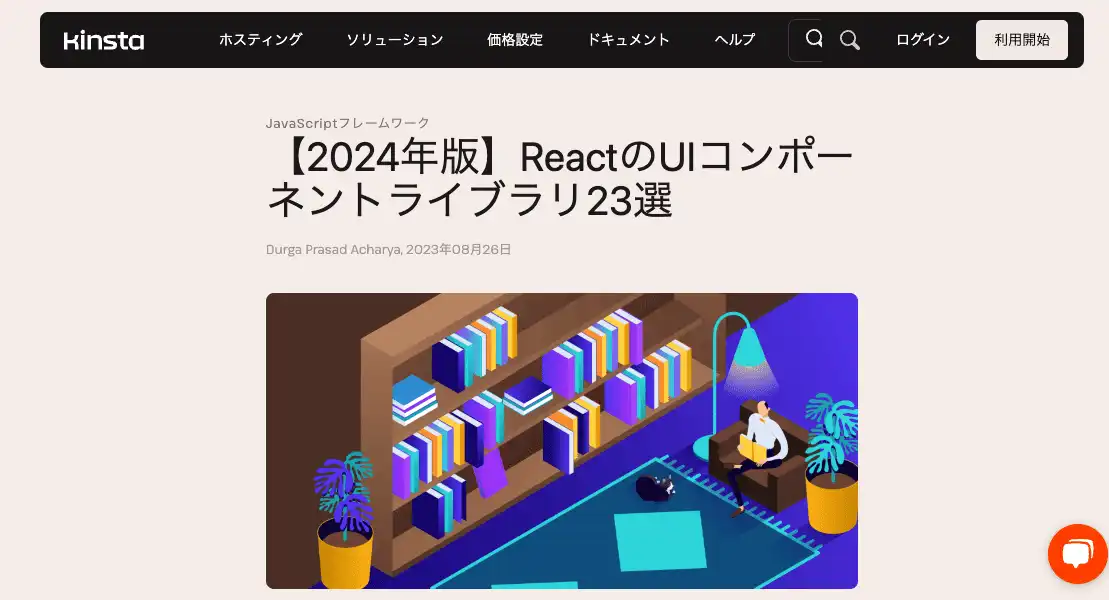 Kinsta
ホスティング
ソリューション
価格設定
ドキュメント
ヘルプ
ログイン
利用開始
JavaScriptフレームワーク
【2024年版】ReactのUIコンポー
ネントライブラリ23選
Durga Prasad Acharya, 2023年08月26日